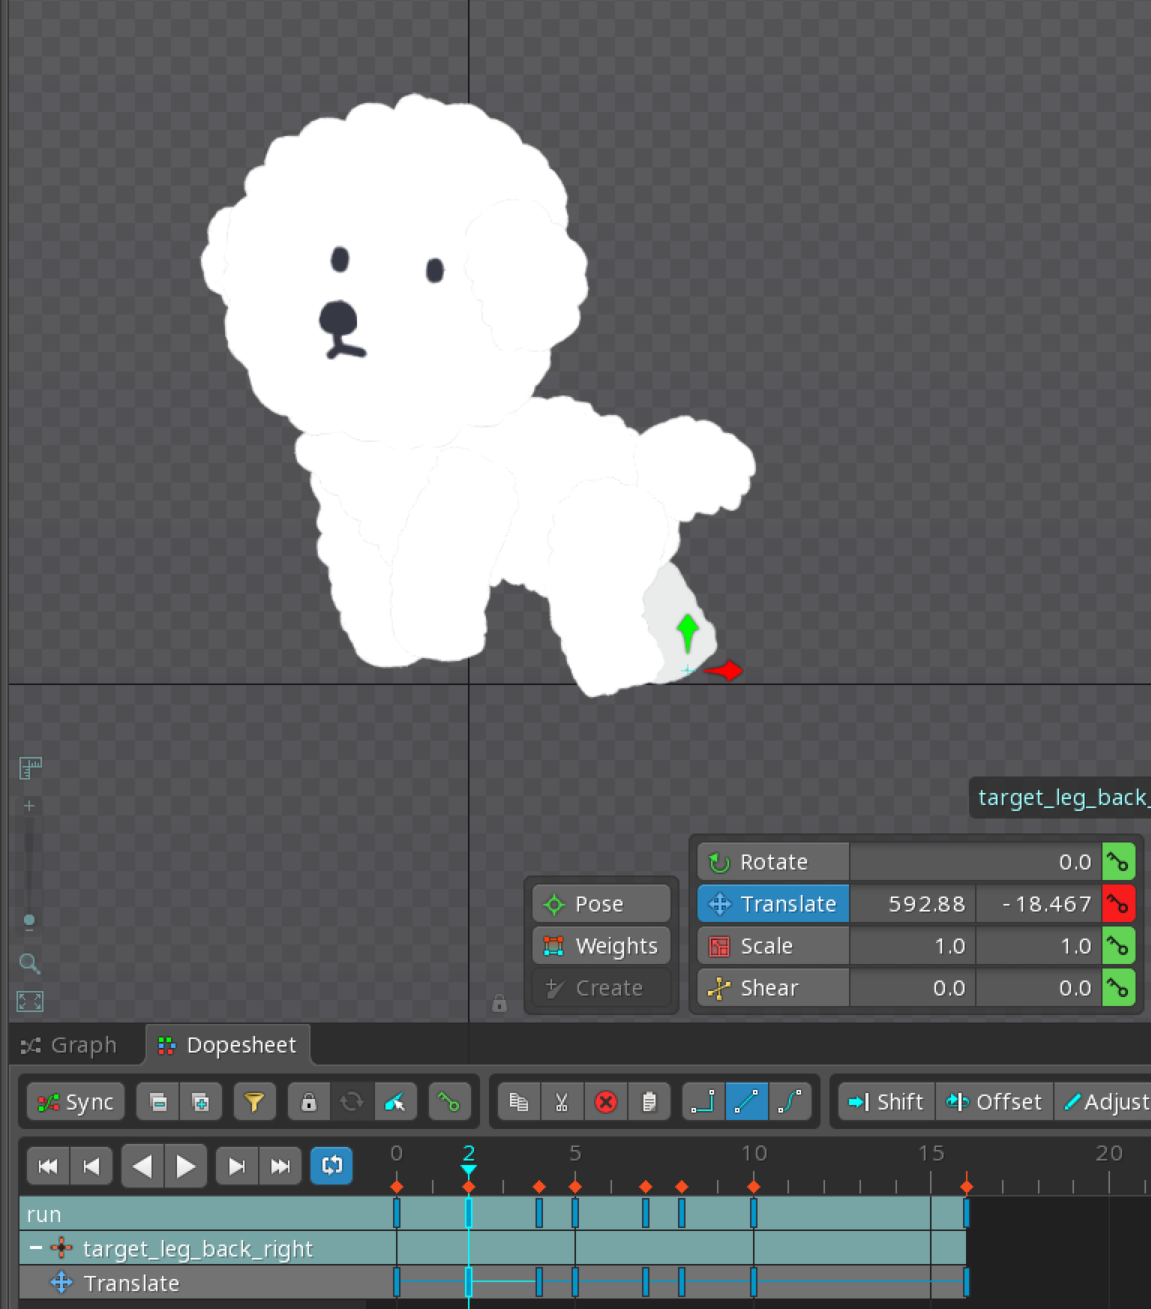 target_leg_back_
Rotate 0.0
Pose
Translate 592.88 -18.467
Weights
Scale 1.0 1.0
Create
Shear 0.0 0.0
Graph Dopesheet
Sync Shift Offset Adjust
0 2 5 10 15 20
run
target_leg_back_right
Translate